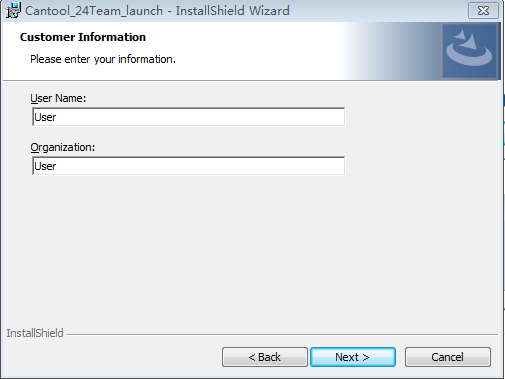 Cantool_24Team_launch - InstallShield Wizard
Customer Information
Please enter your information.
User Name:
User
Organization:
User
InstallShield
< Back
Next >
Cancel